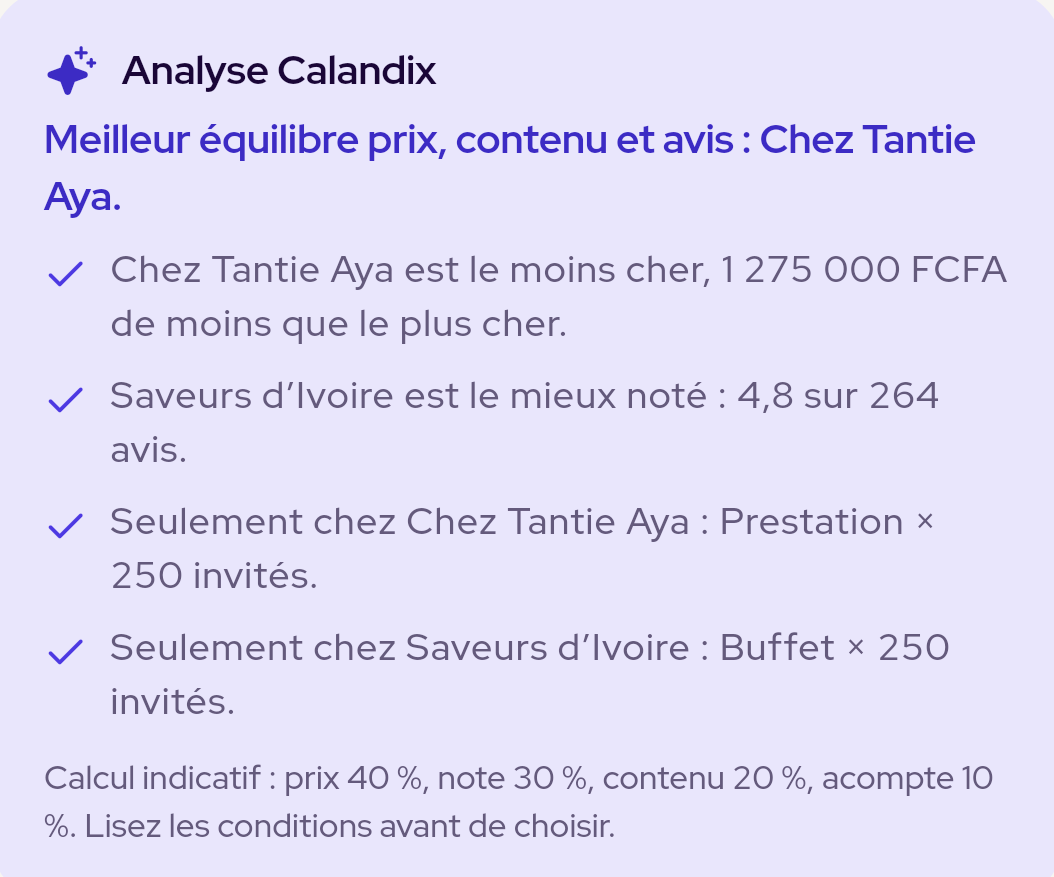 Analyse Calandix
Meilleur équilibre prix, contenu et avis : Chez Tantie
Aya.
Chez Tantie Aya est le moins cher, 1 275 000 FCFA
de moins que le plus cher.
Saveurs d’Ivoire est le mieux noté : 4,8 sur 264
avis.
Seulement chez Chez Tantie Aya : Prestation ×
250 invités.
Seulement chez Saveurs d’Ivoire : Buffet × 250
invités.
Calcul indicatif : prix 40 %, note 30 %, contenu 20 %, acompte 10
%. Lisez les conditions avant de choisir.